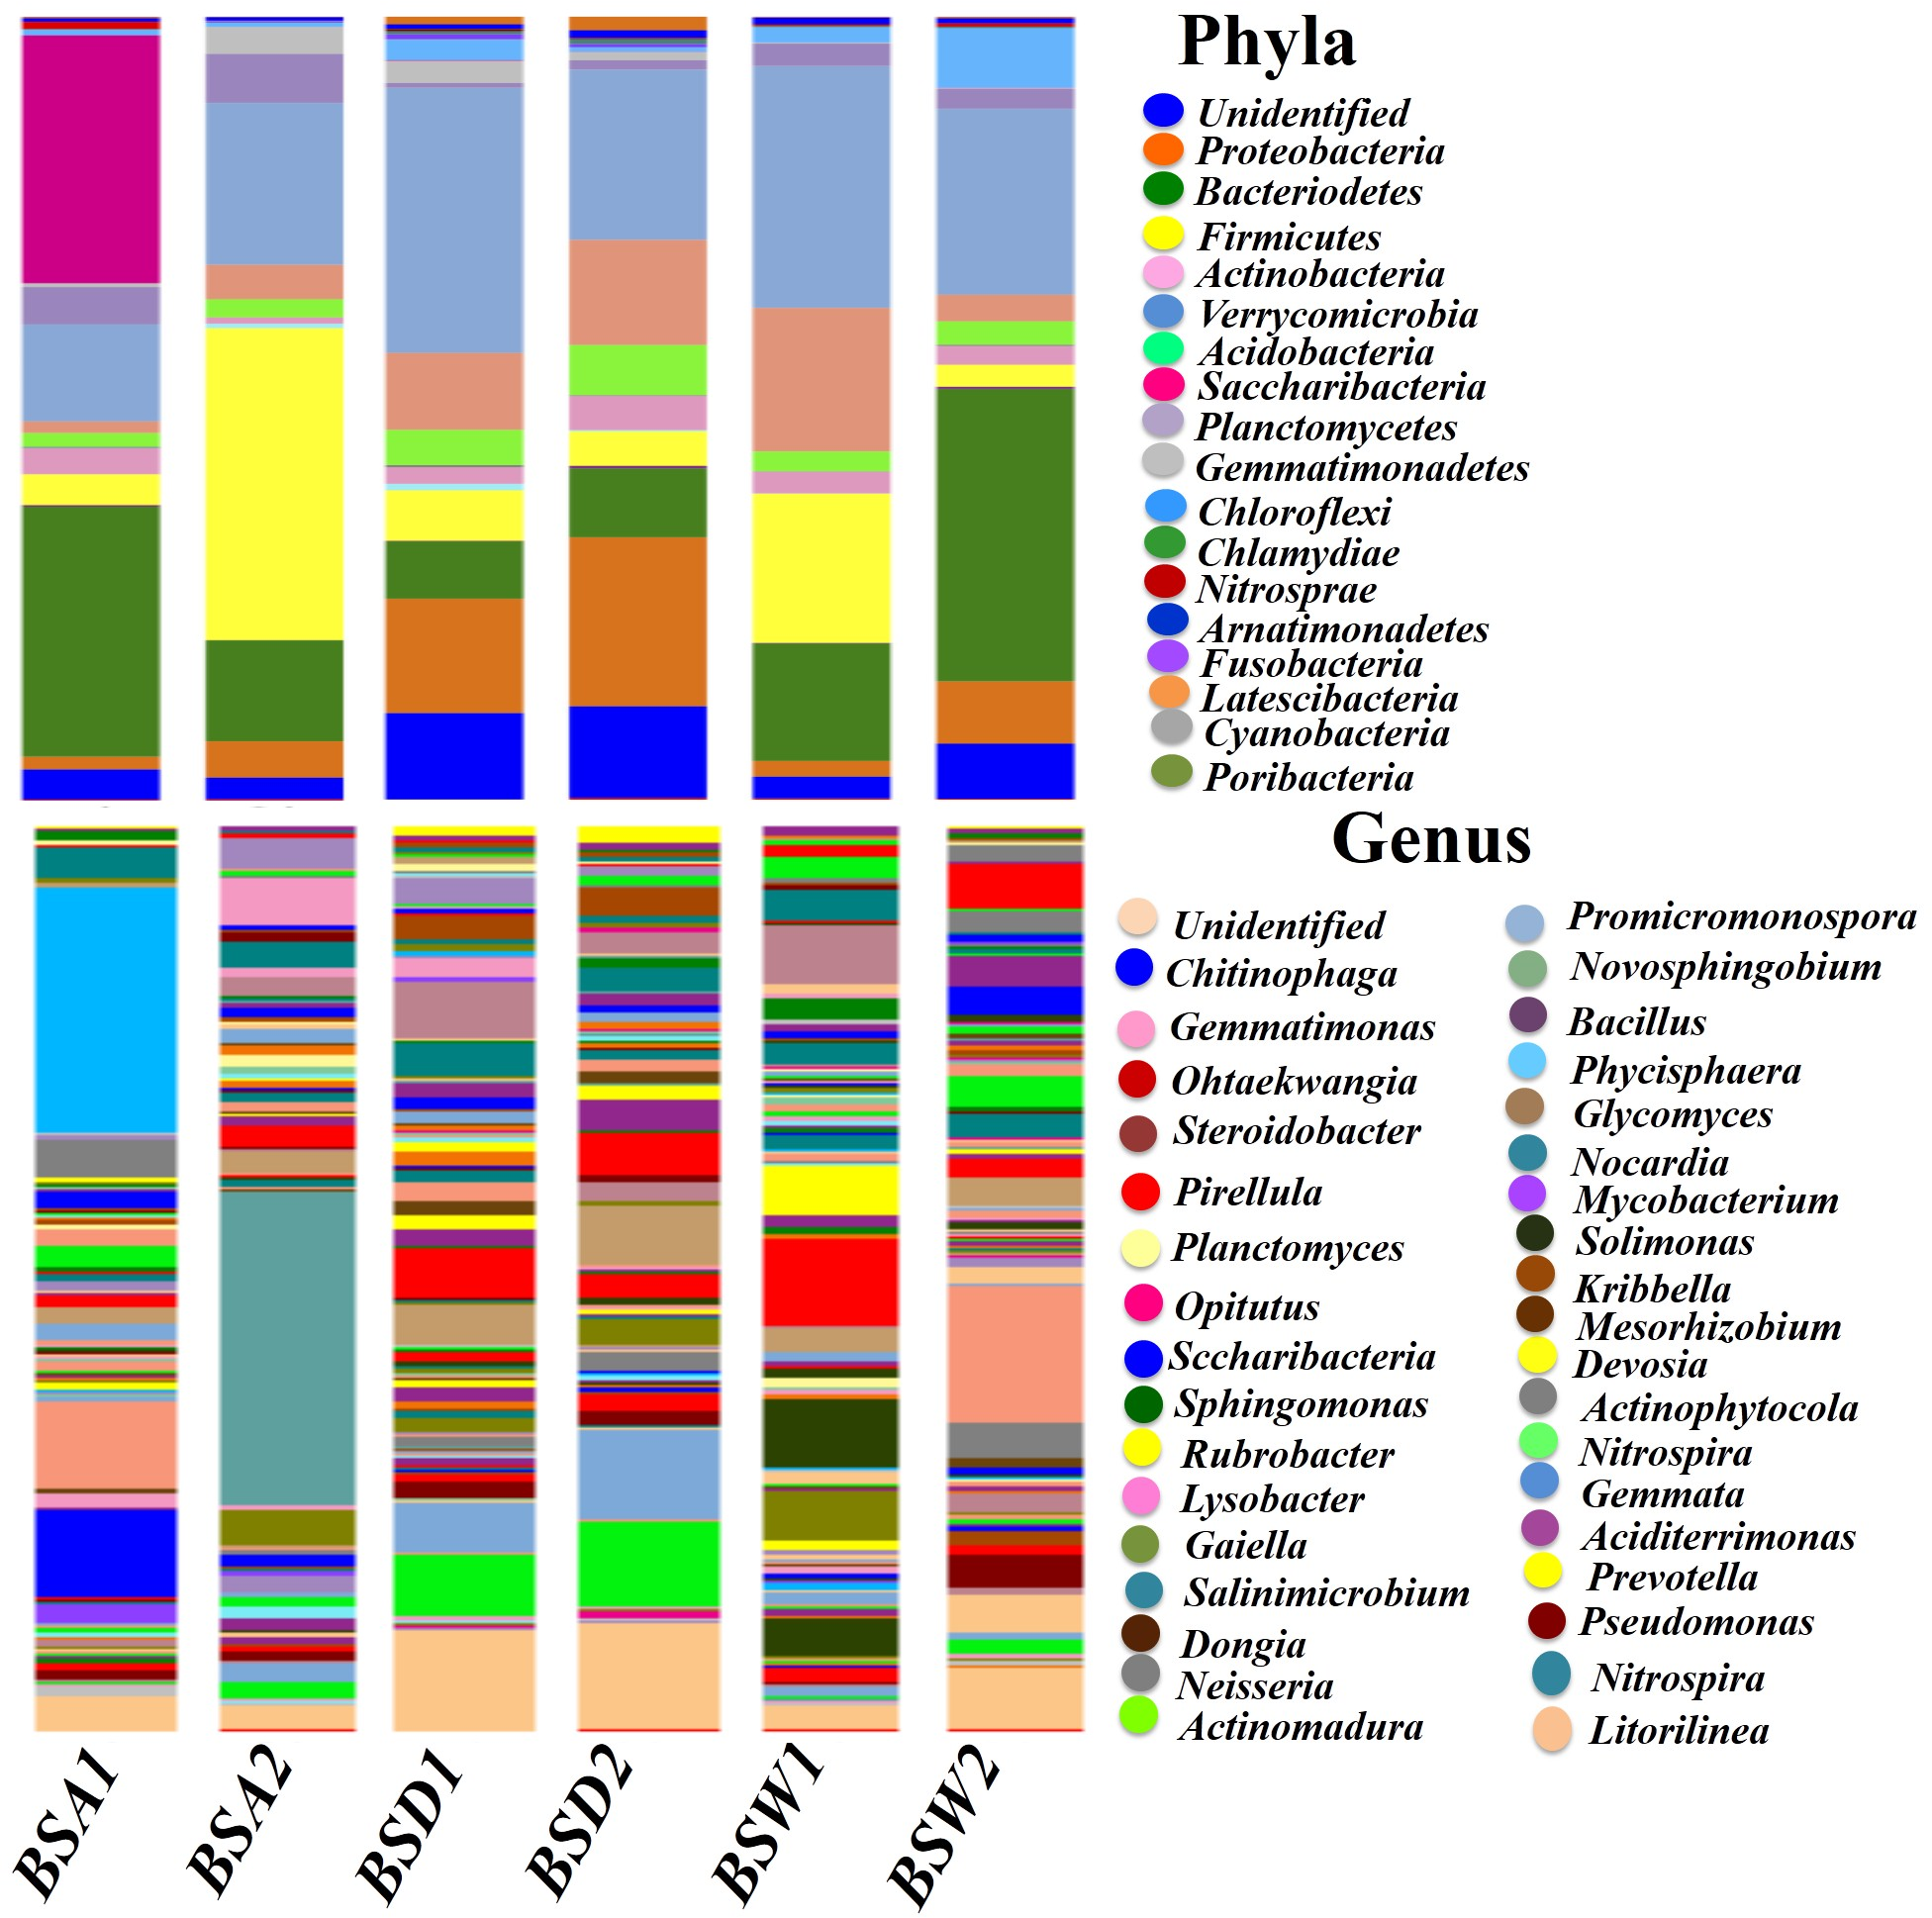 Phyla
Unidentified
Proteobacteria
Bacteriodetes
Firmicutes
Actinobacteria
Verrycomicrobia
Acidobacteria
Saccharibacteria
Planctomycetes
Gemmatimonadetes
Chloroflexi
Chlamydiae
Nitrosprae
Arnatimonadetes
Fusobacteria
Latescibacteria
Cyanobacteria
Poribacteria
Genus
Unidentified
Chitinophaga
Gemmatimonas
Ohtaekwangia
Steroidobacter
Pirellula
Planctomyces
Opitutus
Sccharibacteria
Sphingomonas
Rubrobacter
Lysobacter
Gaiella
Salinimicrobium
Dongia
Neisseria
Actinomadura
Promicromonospora
Novosphingobium
Bacillus
Phycisphaera
Glycomyces
Nocardia
Mycobacterium
Solimonas
Kribbella
Mesorhizobium
Devosia
Actinophytocola
Nitrospira
Gemmata
Aciditerrimonas
Prevotella
Pseudomonas
Nitrospira
Litorilinea
BSA1
BSA2
BSD1
BSD2
BSW1
BSW2